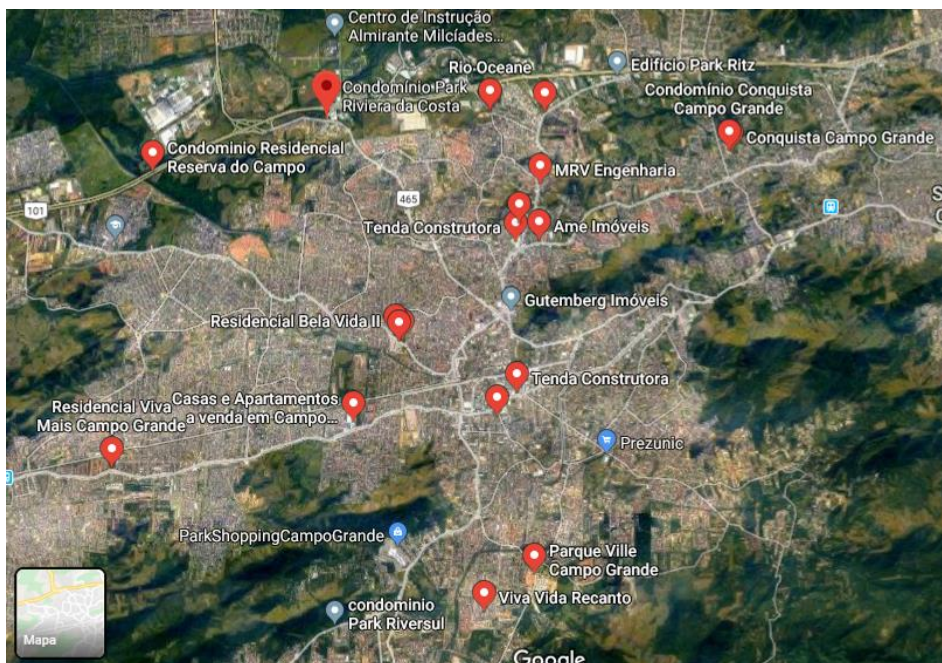 Centro de Instrução
Almirante Milcíades...
Rio Oceane
Edifício Park Ritz
Condomínio Park
Riviera da Costa
Condomínio Conquista
Campo Grande
Conquista Campo Grande
Condominio Residencial
Reserva do Campo
MRV Engenharia
465
101
Tenda Construtora
Ame Imóveis
Gutemberg Imóveis
Residencial Bela Vida II
Tenda Construtora
Residencial Viva
Mais Campo Grande
Casas e Apartamentos
a venda em Campo...
Prezunic
ParkShoppingCampoGrande
Parque Ville
Campo Grande
Viva Vida Recanto
condominio
Park Riversul
Mapa
Google